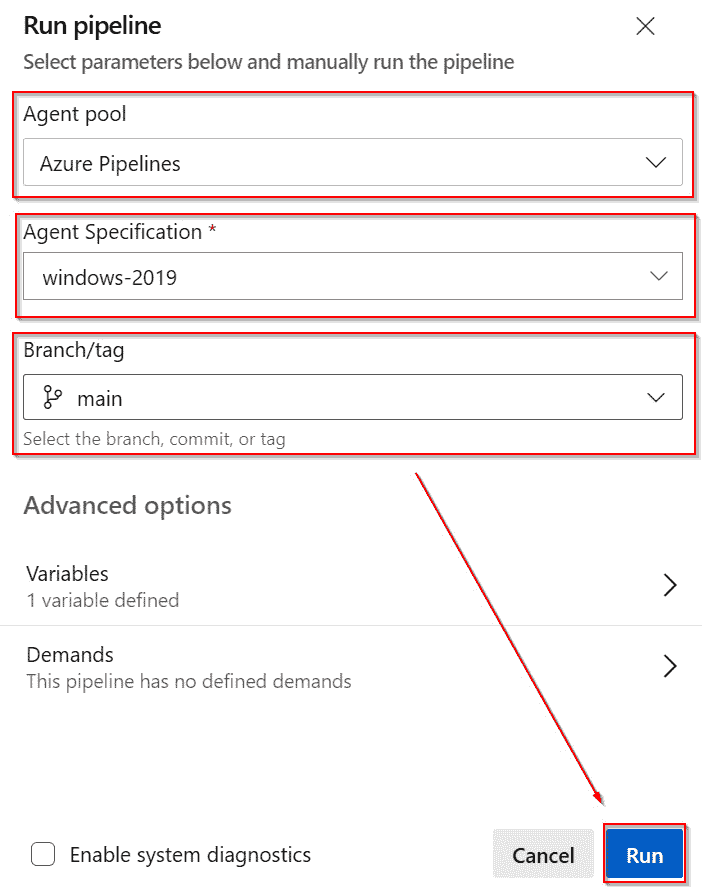 Run pipeline
Select parameters below and manually run the pipeline
Agent pool
Azure Pipelines
Agent Specification *
windows-2019
Branch/tag
main
Select the branch, commit, or tag
Advanced options
Variables
1 variable defined
Demands
This pipeline has no defined demands
Enable system diagnostics
Cancel
Run